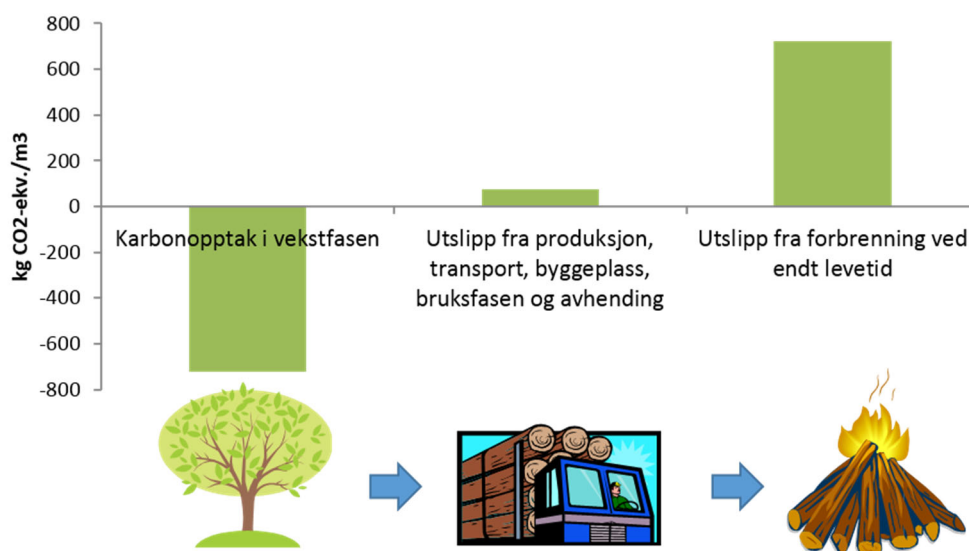 800
600
400
200
0
-200
-400
-600
-800
kg CO2-ekv./m3
Karbonopptak i vekstfasen
Utslipp fra produksjon,
transport, byggeplass,
bruksfasen og avhending
Utslipp fra forbrenning ved
endt levetid